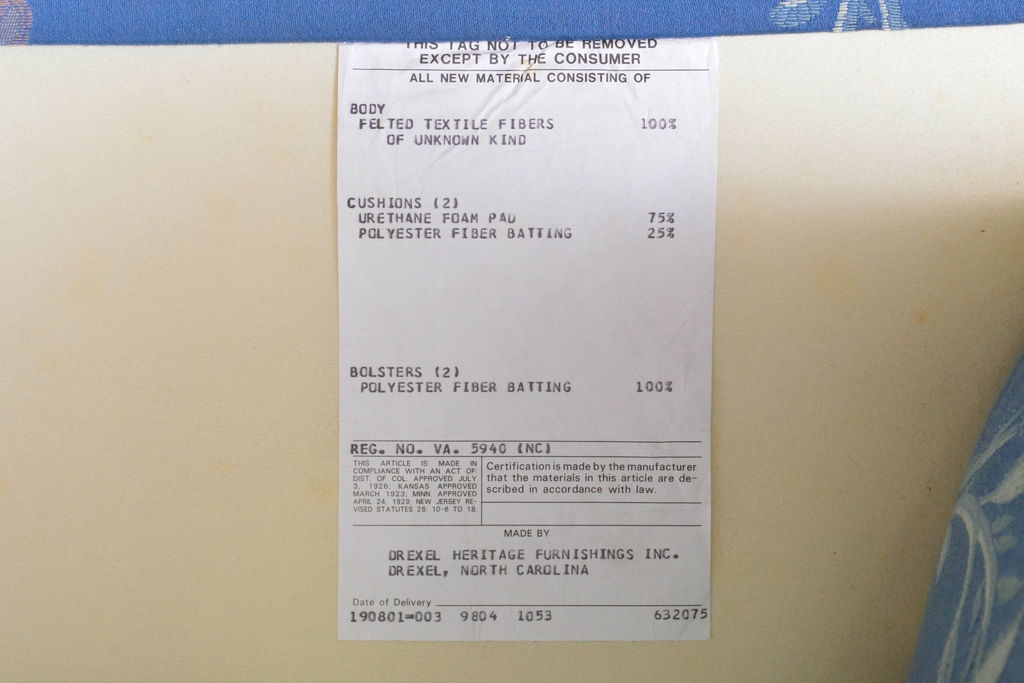 THIS TAG NOT TO BE REMOVED
EXCEPT BY THE CONSUMER
ALL NEW MATERIAL CONSISTING OF
BODY
FELTED TEXTILE FIBERS 100%
OF UNKNOWN KIND
CUSHIONS (2)
URETHANE FOAM PAD 75%
POLYESTER FIBER BATTING 25%
BOLSTERS (2)
POLYESTER FIBER BATTING 100%
REG. NO. VA. 5940 (NC)
THIS ARTICLE IS MADE IN
COMPLIANCE WITH AN ACT OF
DIST. OF COL. APPROVED JULY
3, 1926; KANSAS APPROVED
MARCH 1923; MINN. APPROVED
APRIL 24, 1929; NEW JERSEY RE-
VISED STATUTES 26: 10-6 TO 18.
Certification is made by the manufacturer
that the materials in this article are de-
scribed in accordance with law.
MADE BY
DREXEL HERITAGE FURNISHINGS INC.
DREXEL, NORTH CAROLINA
Date of Delivery
190801=003 9804 1053 632075